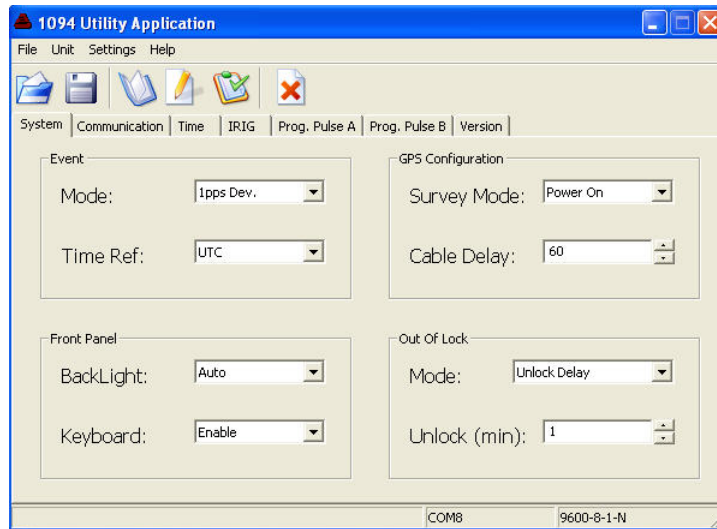 1094 Utility Application
File Unit Settings Help
System Communication Time IRIG Prog. Pulse A Prog. Pulse B Version
Event
Mode: 1pps Dev.
Time Ref: UTC
GPS Configuration
Survey Mode: Power On
Cable Delay: 60
Front Panel
BackLight: Auto
Keyboard: Enable
Out Of Lock
Mode: Unlock Delay
Unlock (min): 1
COM8 9600-8-1-N